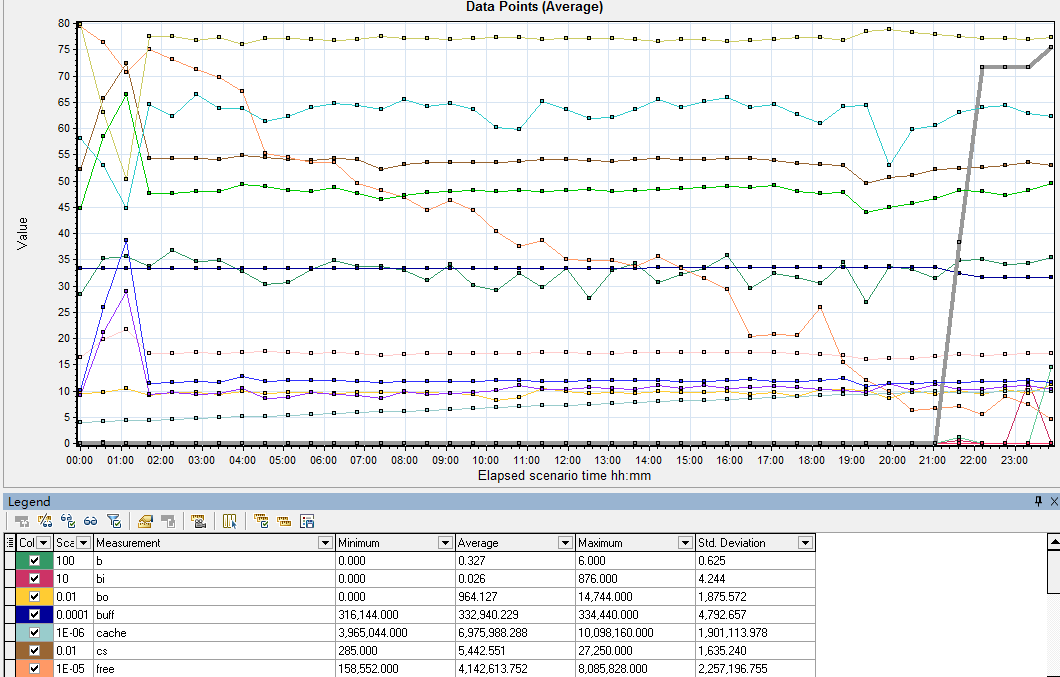 Data Points (Average)
80
75
70
65
60
55
50
45
40
35
30
25
20
15
10
5
0
Value
00:00 01:00 02:00 03:00 04:00 05:00 06:00 07:00 08:00 09:00 10:00 11:00 12:00 13:00 14:00 15:00 16:00 17:00 18:00 19:00 20:00 21:00 22:00 23:00
Elapsed scenario time hh:mm
Legend
Col Sca Measurement Minimum Average Maximum Std. Deviation
100 b 0.000 0.327 6.000 0.625
10 bi 0.000 0.026 876.000 4.244
0.01 bo 0.000 964.127 14,744.000 1,875.572
0.0001 buff 316,144.000 332,940.229 334,440.000 4,792.657
1E-06 cache 3,965,044.000 6,975,988.288 10,098,160.000 1,901,113.978
0.01 cs 285.000 5,442.551 27,250.000 1,635.240
1E-05 free 158,552.000 4,142,613.752 8,085,828.000 2,257,196.755